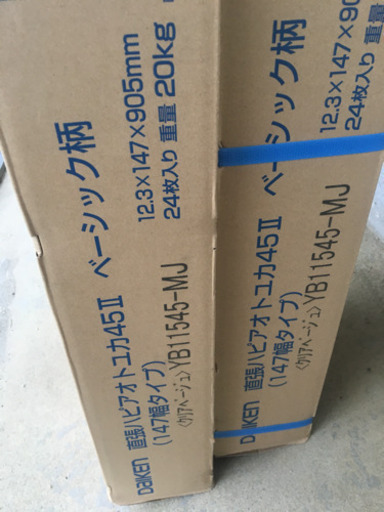 DAIKEN 直張ハピアオトユカ45Ⅱ ベーシック柄
(147幅タイプ)
12.3×147×905mm
24枚入り 重量 20kg
〈クリアベージュ〉YB11545-MJ
DAIKEN 直張ハピアオトユカ45Ⅱ ベーシック柄
(147幅タイプ)
12.3×147×90
24枚入り 重量
〈クリアベージュ〉YB11545-MJ